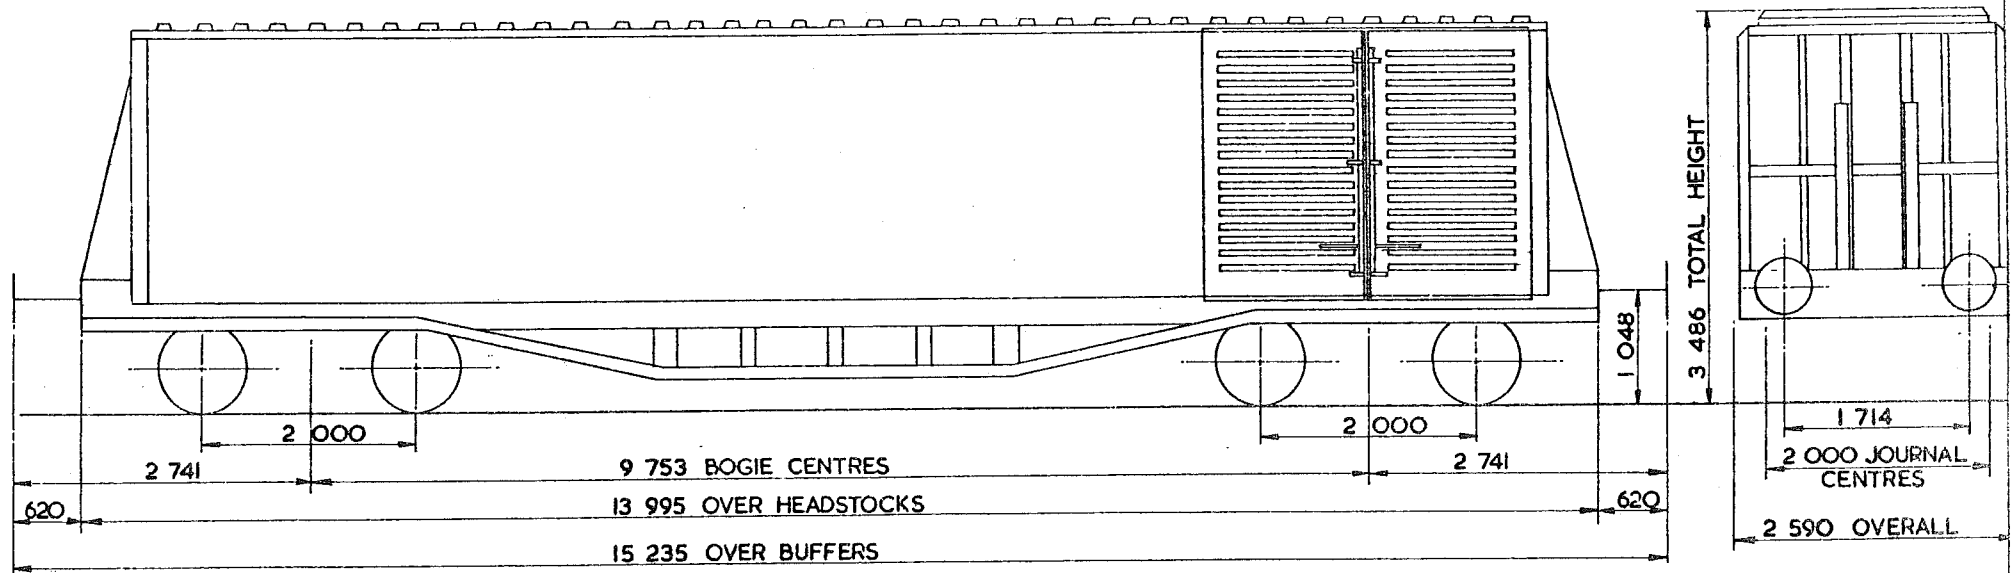 3 486 TOTAL HEIGHT
1 048
2 000
2 000
1 714
2 741
9 753 BOGIE CENTRES
2 741
2 000 JOURNAL
CENTRES
620
13 995 OVER HEADSTOCKS
620
2 590 OVERALL
15 235 OVER BUFFERS